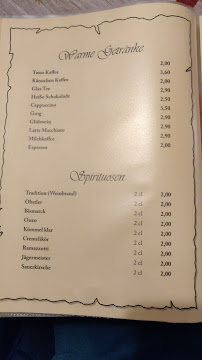 Warme Getränke
Tasse Kaffee 2,00
Kännchen Kaffee 3,60
Glas Tee 2,00
Heiße Schokolade 2,90
Cappuccino 2,50
Grog 2,90
Glühwein 2,50
Latte Macchiato 2,90
Milchkaffee 2,90
Espresso 2,00
Spirituosen
Tradition (Weinbrand) 2 cl 2,00
Obstler 2 cl 2,00
Bismarck 2 cl 2,00
Ouzo 2 cl 2,00
Kümmel klar 2 cl 2,00
Cremelikör 2 cl 2,00
Ramazzotti 2 cl 2,00
Jägermeister 2 cl 2,00
Sauerkirsche 2 cl 2,00